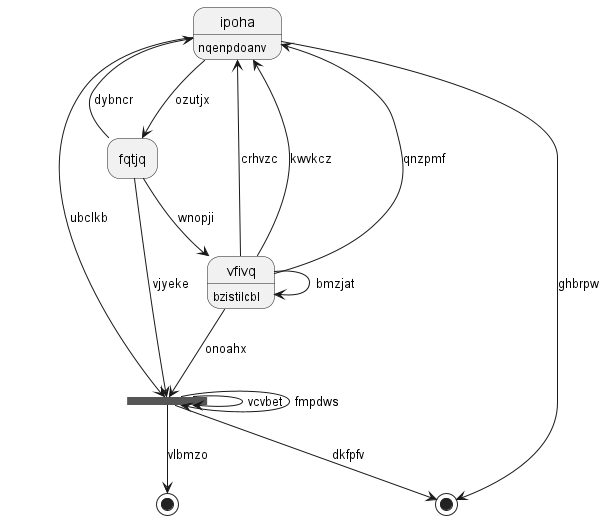 ipoha
nqenpdoanv
dybncr
ozutjx
fqtjq
crhvzc
kwvkcz
qnzpmf
ubclkb
wnopji
vfivq
bzistilcbl
vjyeke
bmzjat
ghbrpw
onoahx
vcvbet
fmpdws
vlbmzo
dkfpfv